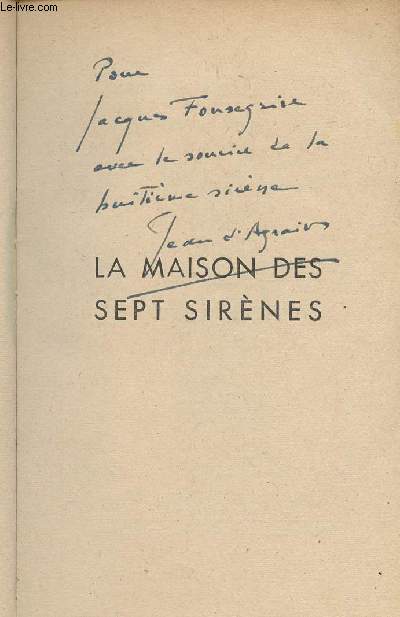 © Le-livre.com
Pour
Jacques Fonsegrive
avec le sourire de la
huitième sirène
Jean d'Agraives
LA MAISON DES
SEPT SIRÈNES